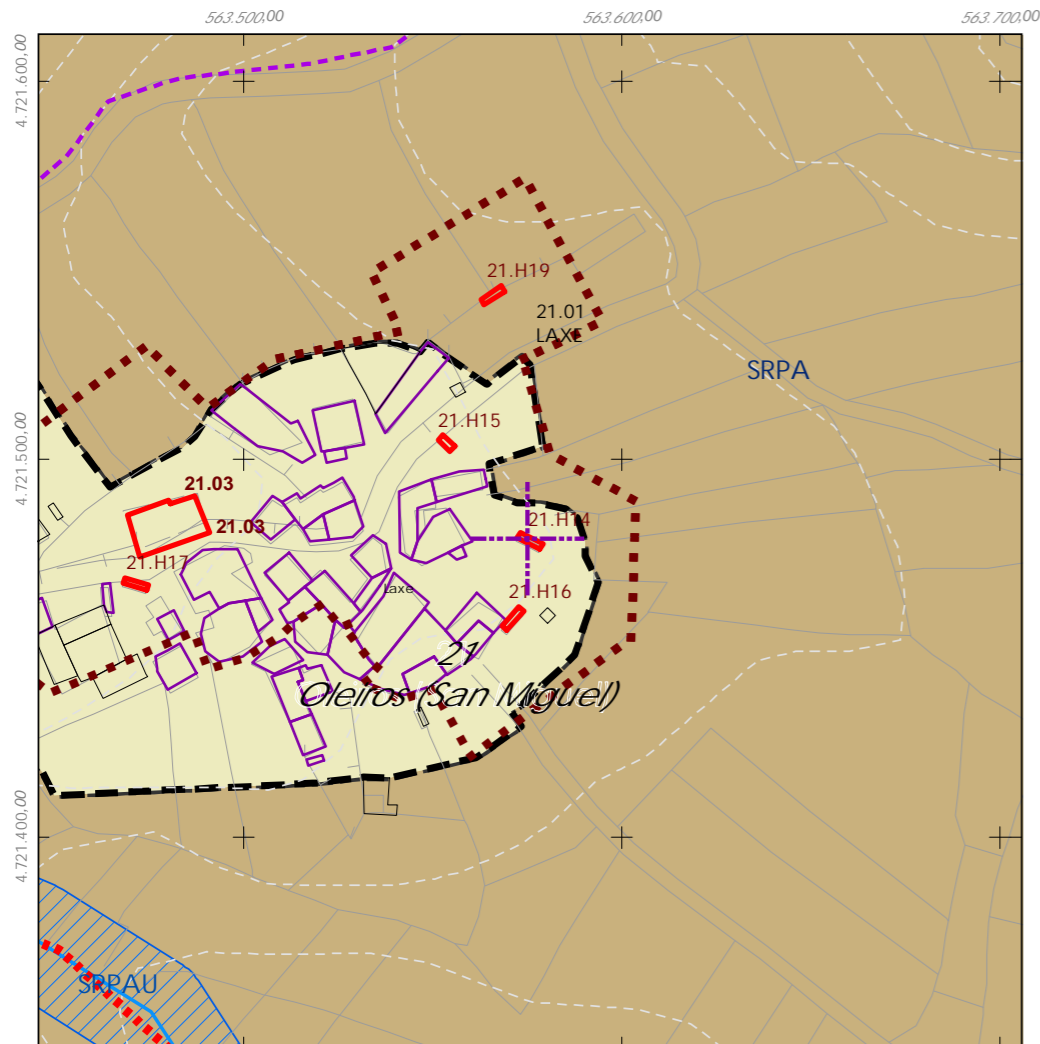 563.500,00
563.600,00
563.700,00
4.721.600,00
21.H19
21.01
LAXE
SRPA
21.H15
4.721.500,00
21.03
21.03
21.H14
21.H17
Laxe
21.H16
21
Oleiros (San Miguel)
4.721.400,00
SRPAU